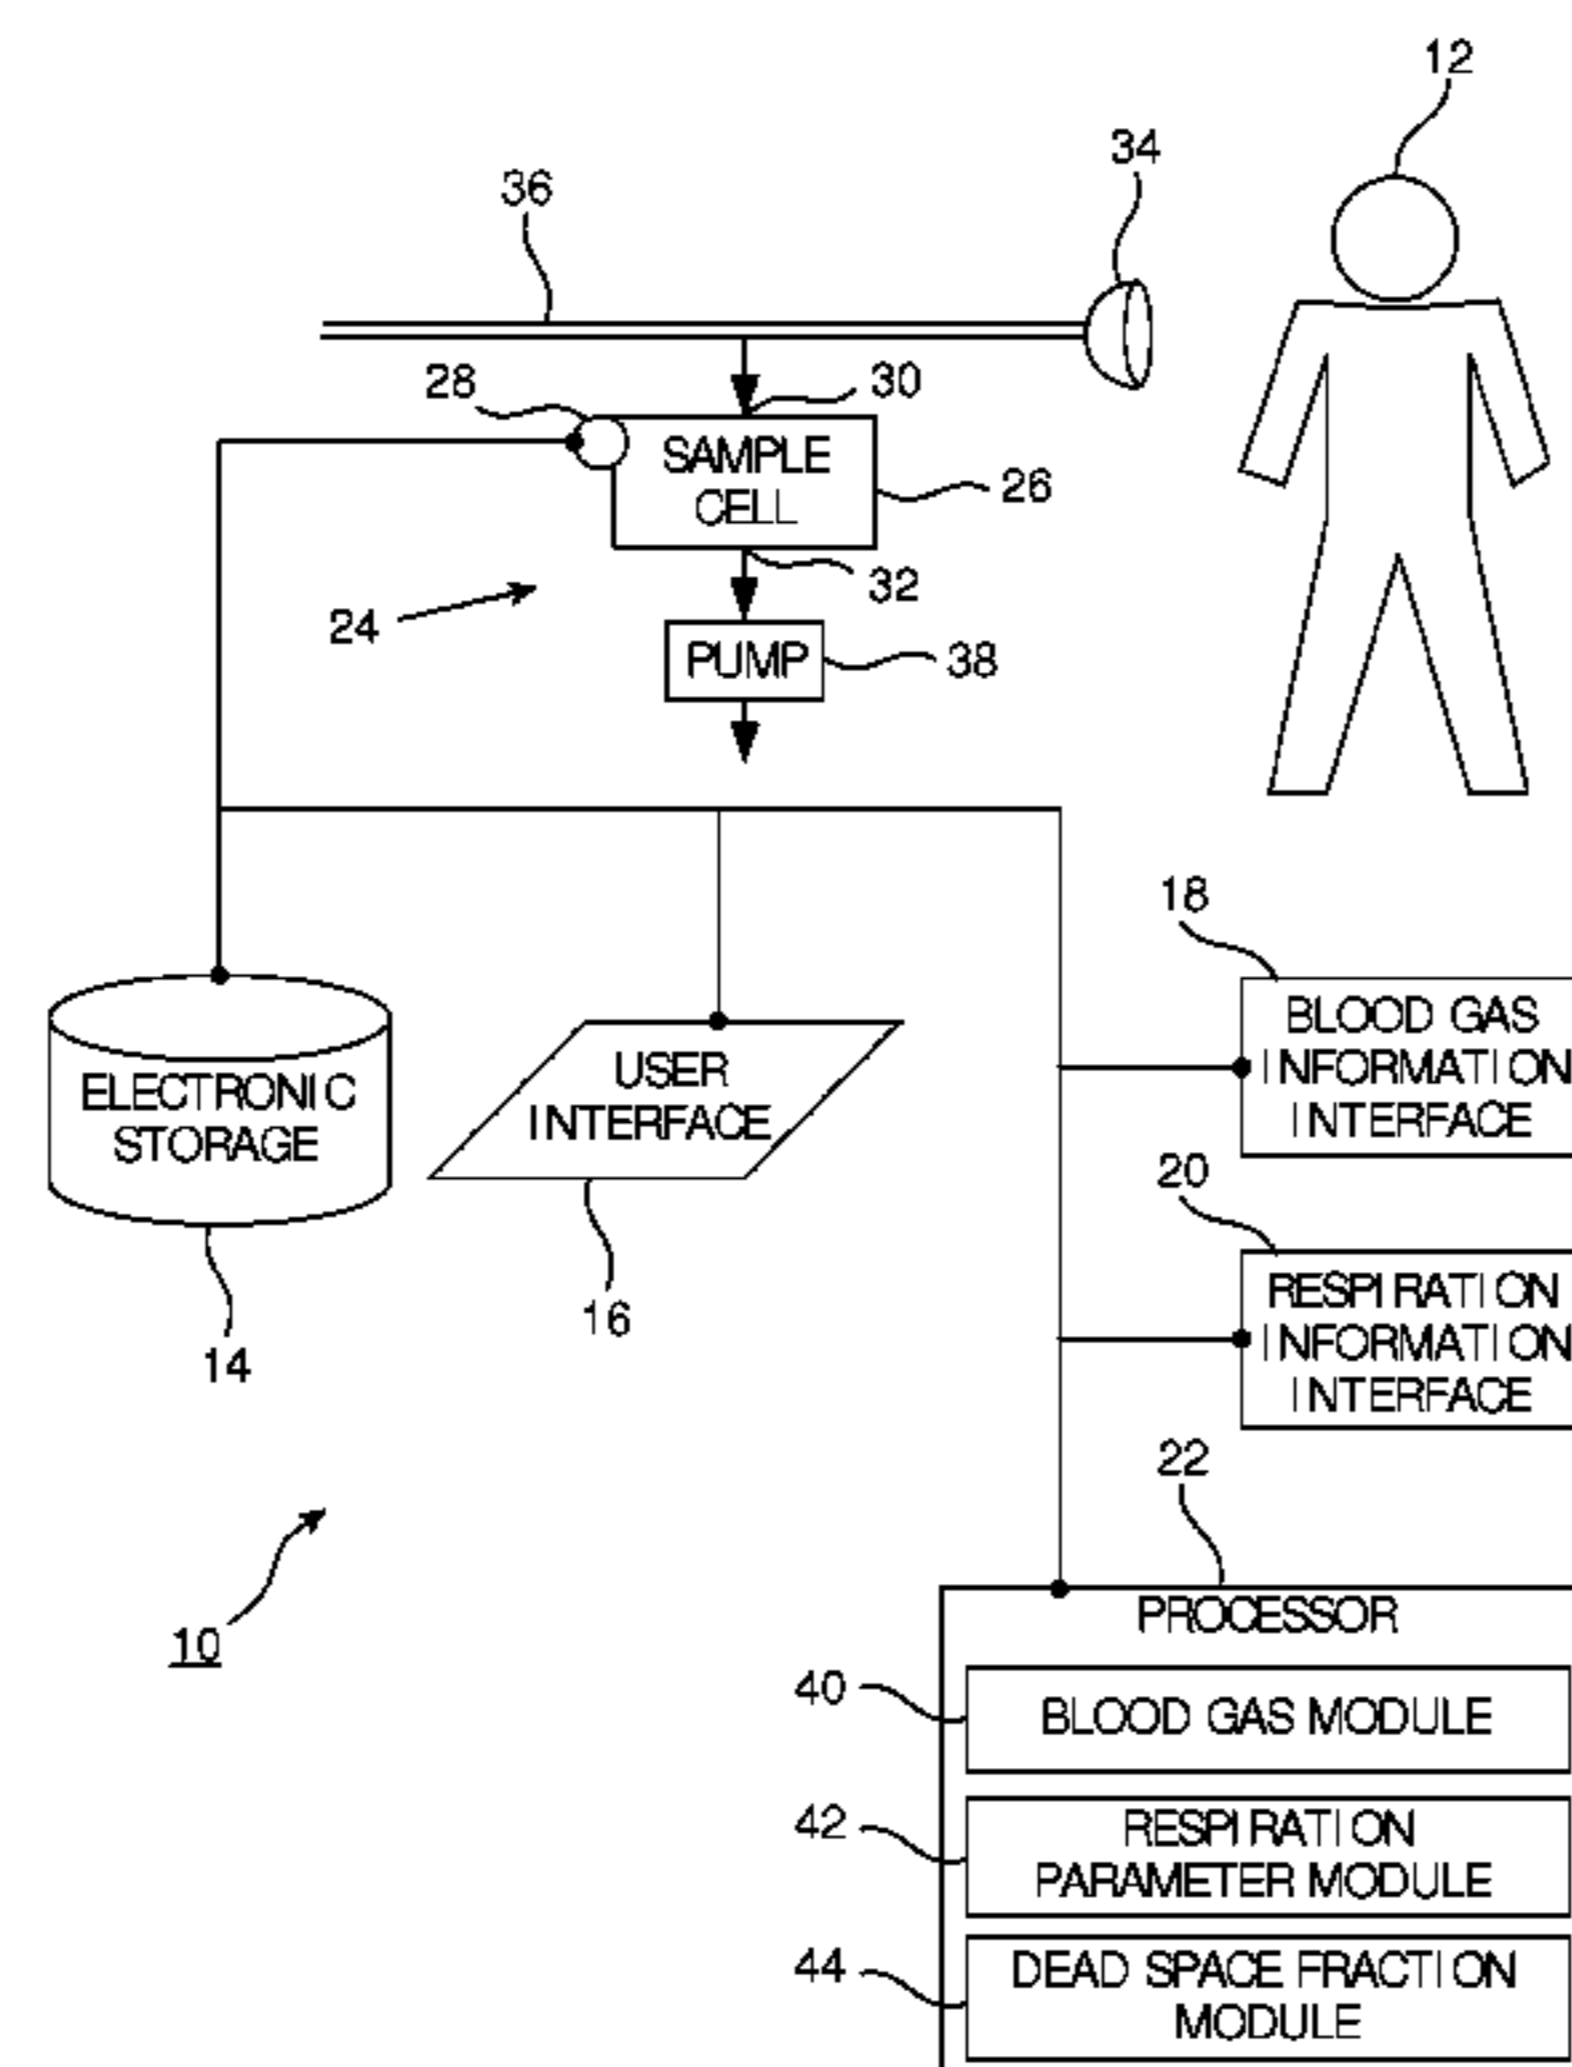 12
34
36
28
30
SAMPLE
CELL
26
32
24
PUMP
38
18
BLOOD GAS
INFORMATION
INTERFACE
USER
INTERFACE
ELECTRONIC
STORAGE
20
16
14
RESPIRATION
INFORMATION
INTERFACE
22
10
PROCESSOR
40
BLOOD GAS MODULE
42
RESPIRATION
PARAMETER MODULE
44
DEAD SPACE FRACTION
MODULE